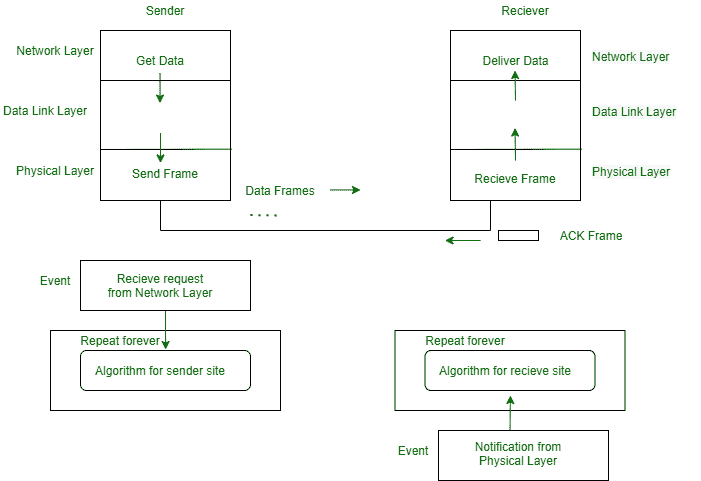 Sender
Reciever
Network Layer
Get Data
Deliver Data
Network Layer
Data Link Layer
Data Link Layer
Physical Layer
Send Frame
Recieve Frame
Physical Layer
Data Frames
. . . .
ACK Frame
Event
Recieve request
from Network Layer
Repeat forever
Algorithm for sender site
Repeat forever
Algorithm for recieve site
Event
Notification from
Physical Layer